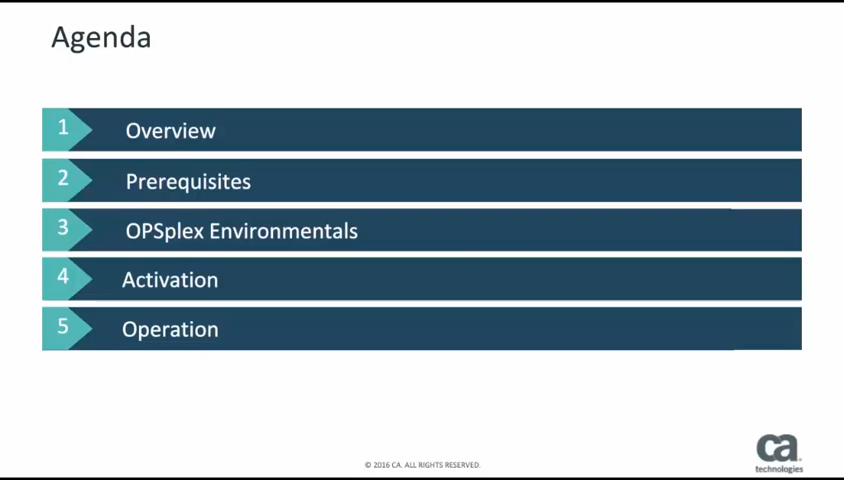 Agenda
1 Overview
2 Prerequisites
3 OPSplex Environmentals
4 Activation
5 Operation
© 2016 CA. ALL RIGHTS RESERVED.
ca
technologies